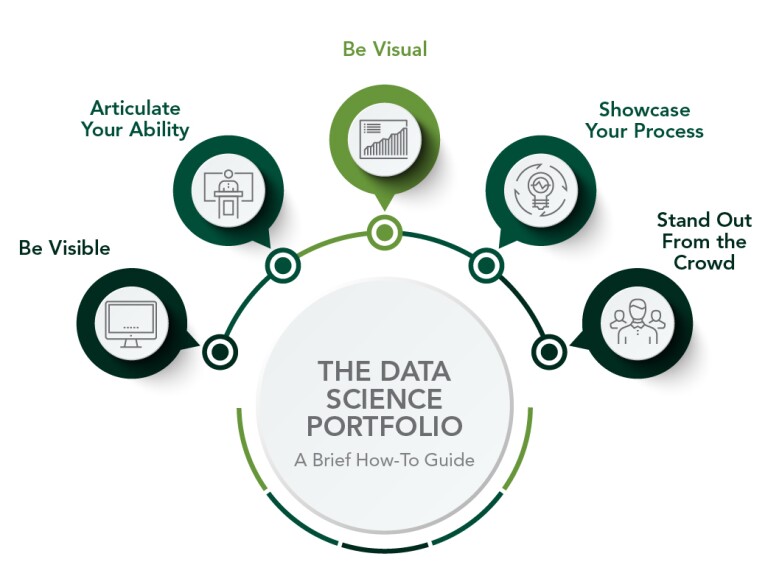 Be Visual
Articulate
Your Ability
Showcase
Your Process
Be Visible
Stand Out
From the
Crowd
THE DATA
SCIENCE
PORTFOLIO
A Brief How-To Guide